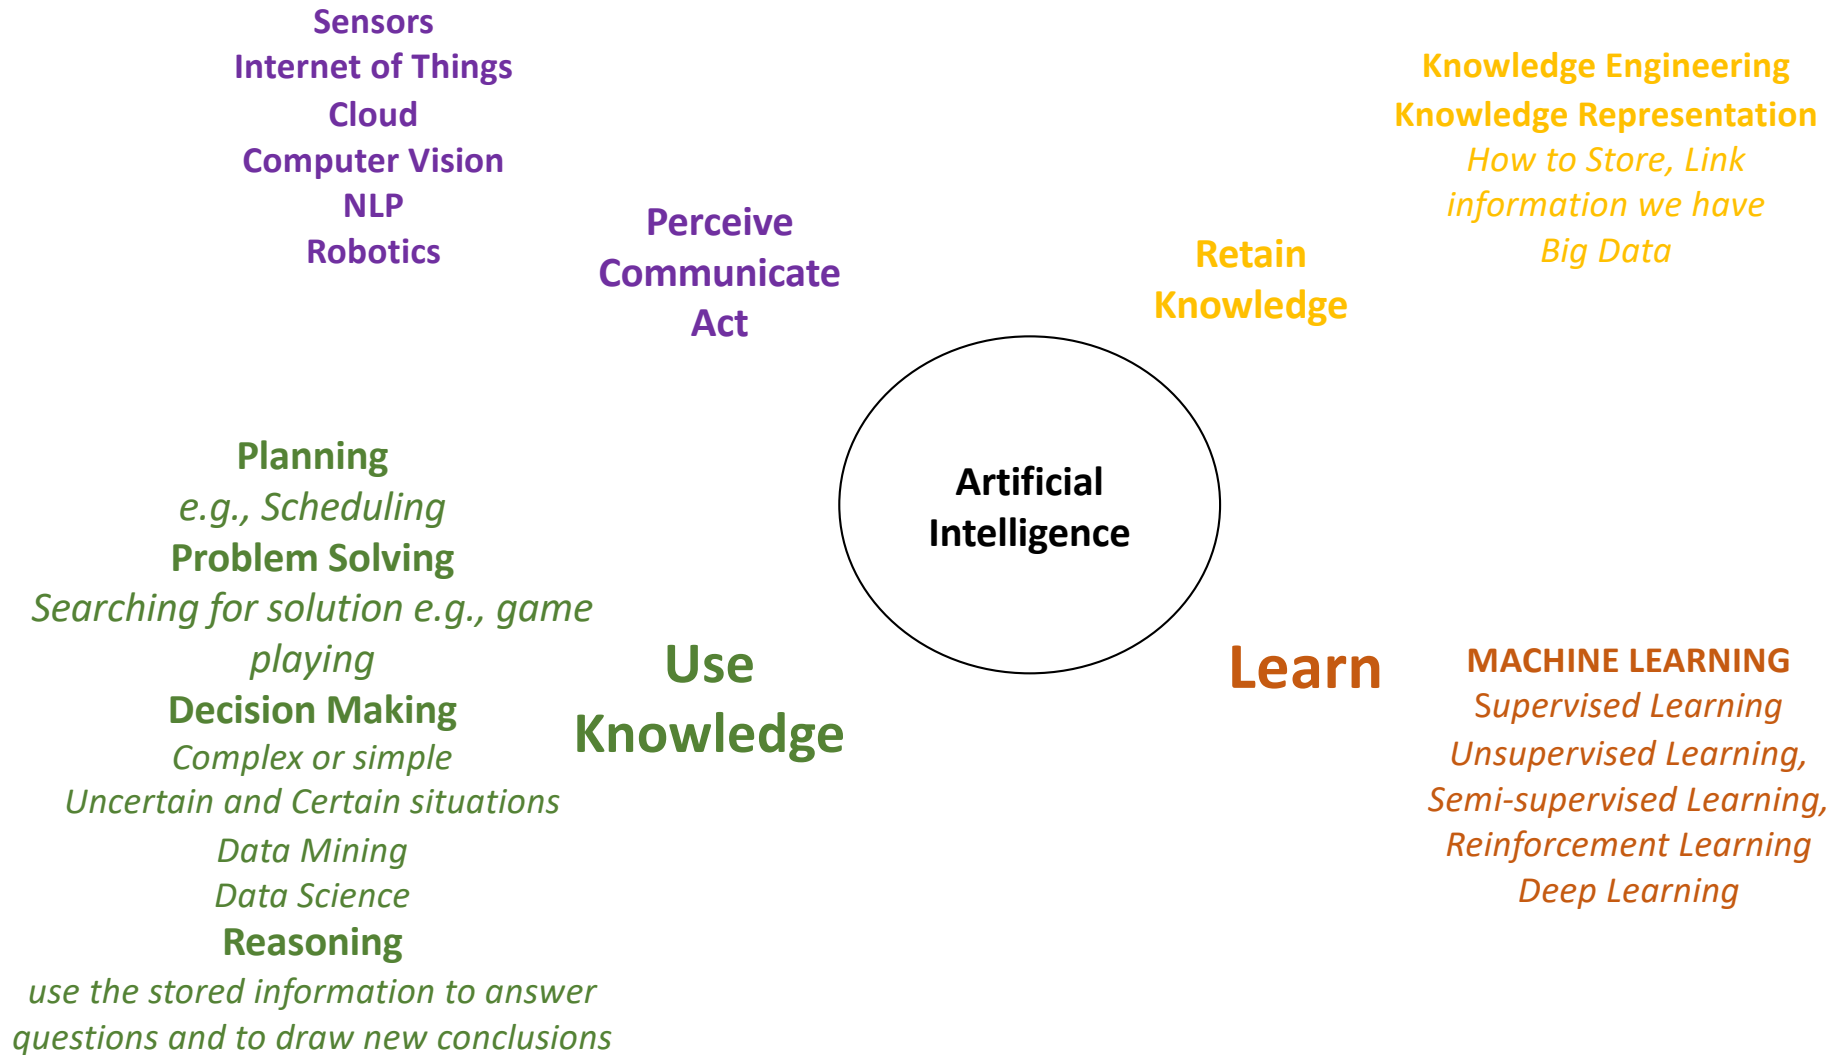 Sensors
Internet of Things
Cloud
Computer Vision
NLP
Robotics
Perceive
Communicate
Act
Knowledge Engineering
Knowledge Representation
How to Store, Link
information we have
Big Data
Retain
Knowledge
Artificial
Intelligence
Planning
e.g., Scheduling
Problem Solving
Searching for solution e.g., game
playing
Decision Making
Complex or simple
Uncertain and Certain situations
Data Mining
Data Science
Reasoning
use the stored information to answer
questions and to draw new conclusions
Use
Knowledge
Learn
MACHINE LEARNING
Supervised Learning
Unsupervised Learning,
Semi-supervised Learning,
Reinforcement Learning
Deep Learning